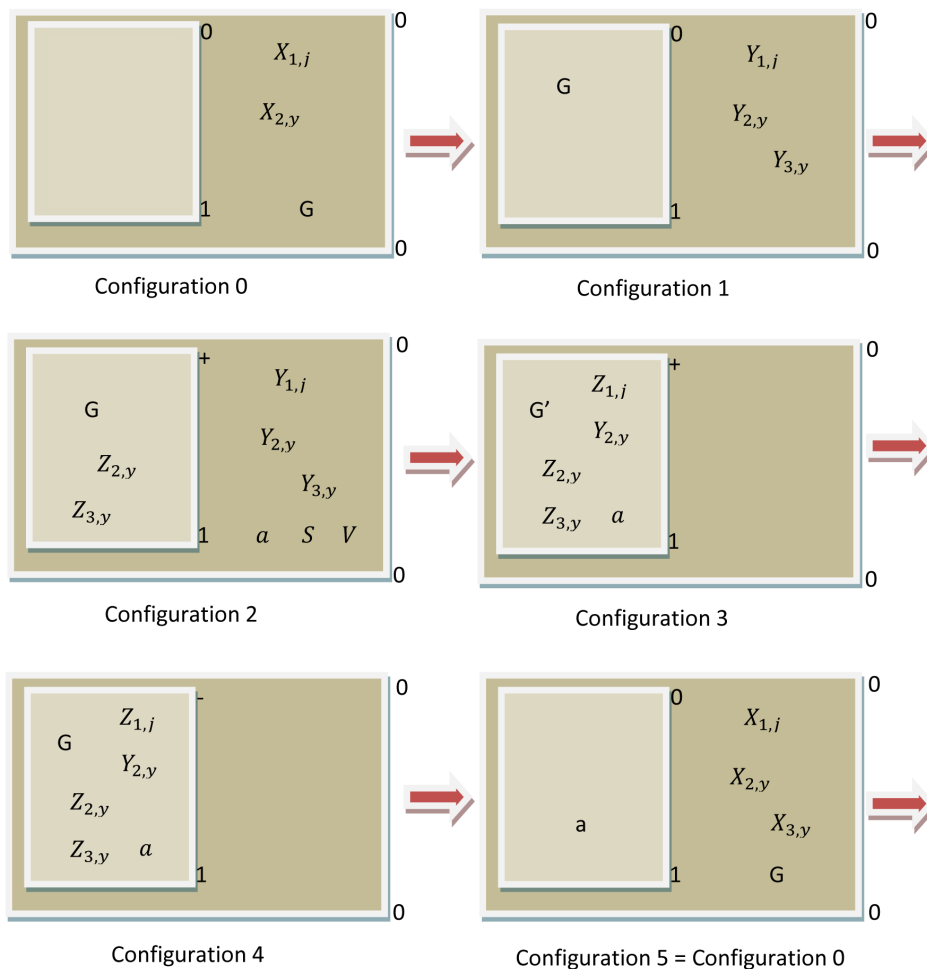 0 0
X₁,ⱼ
X₂,ᵧ
1 G
0
Configuration 0
0 0
G Y₁,ⱼ
Y₂,ᵧ
Y₃,ᵧ
1
0
Configuration 1
+ 0
Y₁,ⱼ
G
Y₂,ᵧ
Z₂,ᵧ
Y₃,ᵧ
Z₃,ᵧ
1 a S V
0
Configuration 2
+ 0
Z₁,ⱼ
G’
Y₂,ᵧ
Z₂,ᵧ
Z₃,ᵧ a
1
0
Configuration 3
- 0
Z₁,ⱼ
G
Y₂,ᵧ
Z₂,ᵧ
Z₃,ᵧ a
1
0
Configuration 4
0 0
X₁,ⱼ
X₂,ᵧ
a X₃,ᵧ
1 G
0
Configuration 5 = Configuration 0